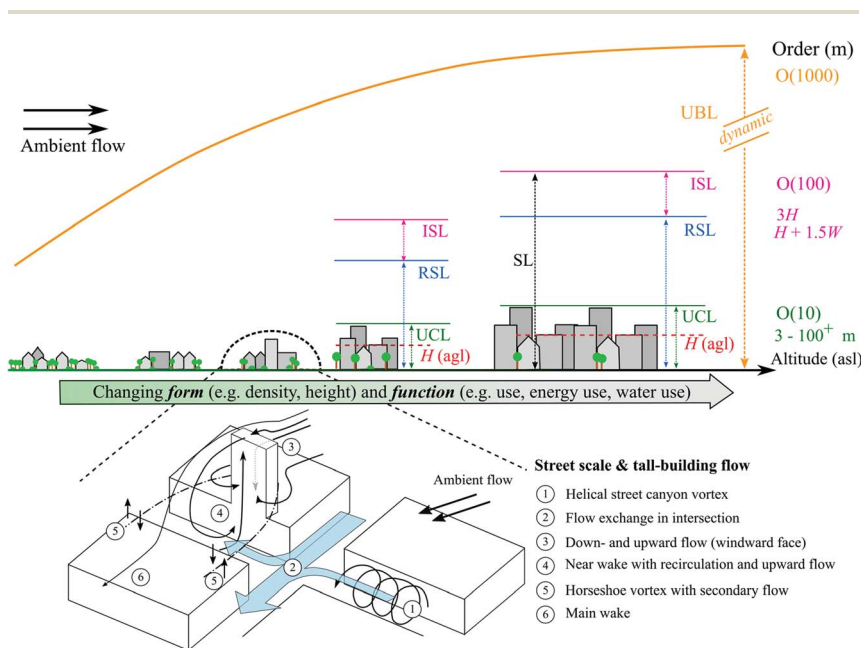 Order (m)
O(1000)
UBL
dynamic
Ambient flow
ISL
O(100)
3H
H + 1.5W
ISL
RSL
RSL
SL
UCL
O(10)
UCL
3 - 100⁺ m
H (agl)
H (agl)
Altitude (asl)
Changing form (e.g. density, height) and function (e.g. use, energy use, water use)
Street scale & tall-building flow
Ambient flow
1 Helical street canyon vortex
2 Flow exchange in intersection
3 Down- and upward flow (windward face)
4 Near wake with recirculation and upward flow
5 Horseshoe vortex with secondary flow
6 Main wake
3
4
5
2
6
5
1